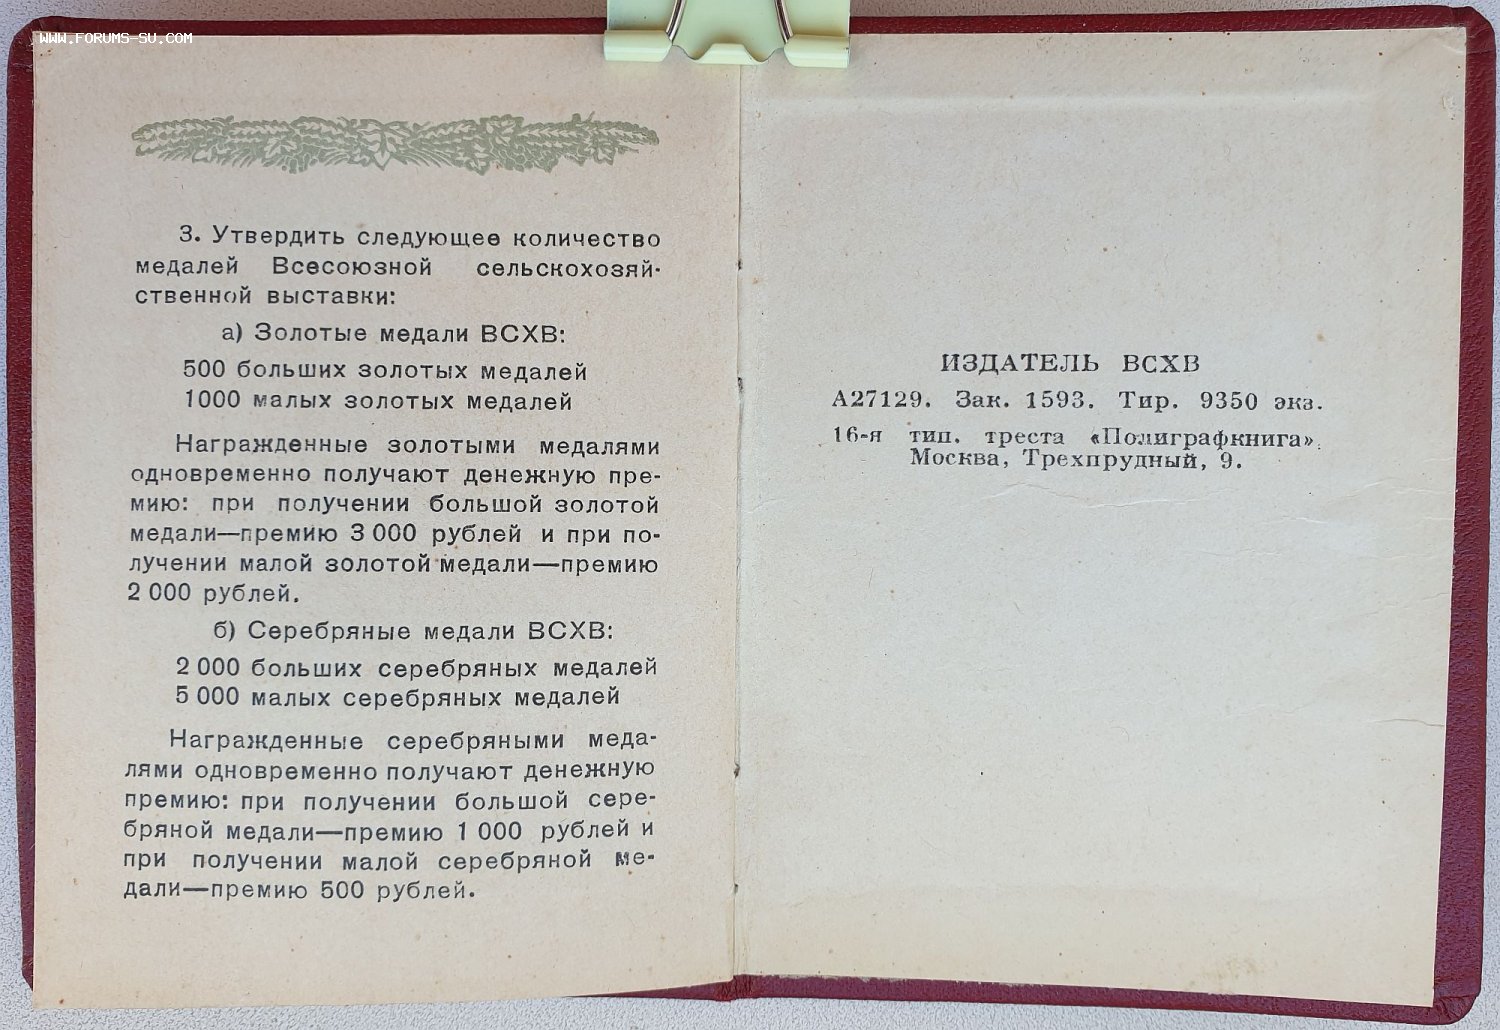 WWW.FORUMS-SU.COM
3. Утвердить следующее количество
медалей Всесоюзной сельскохозяй-
ственной выставки:
а) Золотые медали ВСХВ:
500 больших золотых медалей
1000 малых золотых медалей
Награжденные золотыми медалями
одновременно получают денежную пре-
мию: при получении большой золотой
медали—премию 3 000 рублей и при по-
лучении малой золотой медали—премию
2 000 рублей.
б) Серебряные медали ВСХВ:
2 000 больших серебряных медалей
5 000 малых серебряных медалей
Награжденные серебряными меда-
лями одновременно получают денежную
премию: при получении большой сере-
бряной медали—премию 1 000 рублей и
при получении малой серебряной ме-
дали—премию 500 рублей.
ИЗДАТЕЛЬ ВСХВ
А27129. Зак. 1593. Тир. 9350 экз.
16-я тип. треста «Полиграфкнига».
Москва, Трехпрудный, 9.